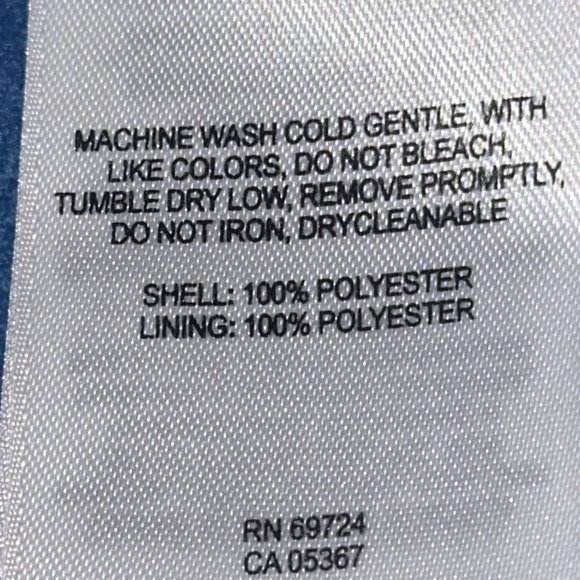 MACHINE WASH COLD GENTLE, WITH
LIKE COLORS, DO NOT BLEACH,
TUMBLE DRY LOW, REMOVE PROMPTLY,
DO NOT IRON, DRYCLEANABLE
SHELL: 100% POLYESTER
LINING: 100% POLYESTER
RN 69724
CA 05367